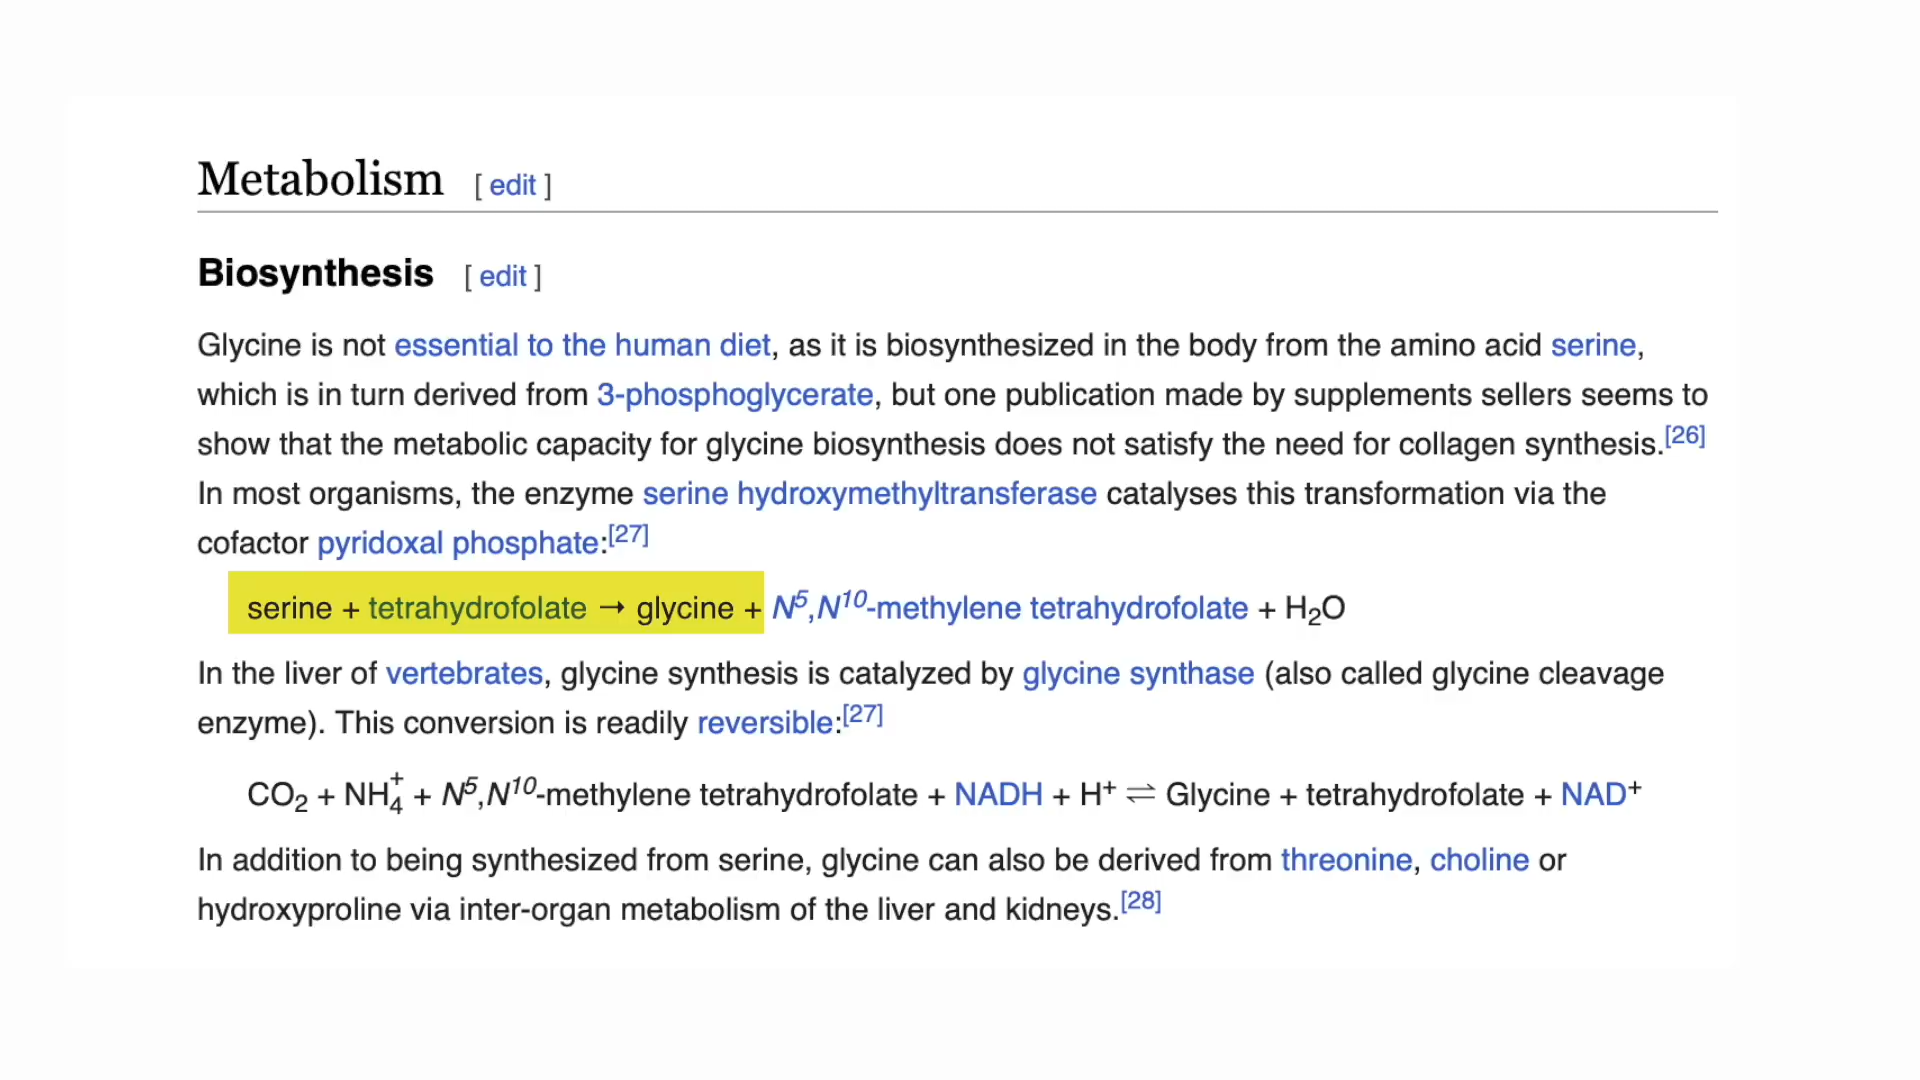 Metabolism [ edit ]
Biosynthesis [ edit ]
Glycine is not essential to the human diet, as it is biosynthesized in the body from the amino acid serine,
which is in turn derived from 3-phosphoglycerate, but one publication made by supplements sellers seems to
show that the metabolic capacity for glycine biosynthesis does not satisfy the need for collagen synthesis.[26]
In most organisms, the enzyme serine hydroxymethyltransferase catalyses this transformation via the
cofactor pyridoxal phosphate:[27]
serine + tetrahydrofolate → glycine + N⁵,N¹⁰-methylene tetrahydrofolate + H₂O
In the liver of vertebrates, glycine synthesis is catalyzed by glycine synthase (also called glycine cleavage
enzyme). This conversion is readily reversible:[27]
CO₂ + NH₄⁺ + N⁵,N¹⁰-methylene tetrahydrofolate + NADH + H⁺ ⇌ Glycine + tetrahydrofolate + NAD⁺
In addition to being synthesized from serine, glycine can also be derived from threonine, choline or
hydroxyproline via inter-organ metabolism of the liver and kidneys.[28]